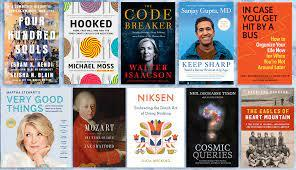 FOUR
HUNDRED
SOULS
IBRAM X. KENDI
KEISHA N. BLAIN
HOOKED
MICHAEL MOSS
THE
CODE
BREAKER
WALTER
ISAACSON
Sanjay Gupta, MD
KEEP SHARP
IN CASE
YOU GET
HIT BY A
BUS
How to Organize
Your Life Now
for When You're
Not Around Later
MARTHA STEWART'S
VERY GOOD
THINGS
MOZART
JAN SWAFFORD
NIKSEN
Embracing the Dutch Art
of Doing Nothing
OLGA MECKING
NEIL DEGRASSE TYSON
COSMIC
QUERIES
THE EAGLES OF
HEART MOUNTAIN